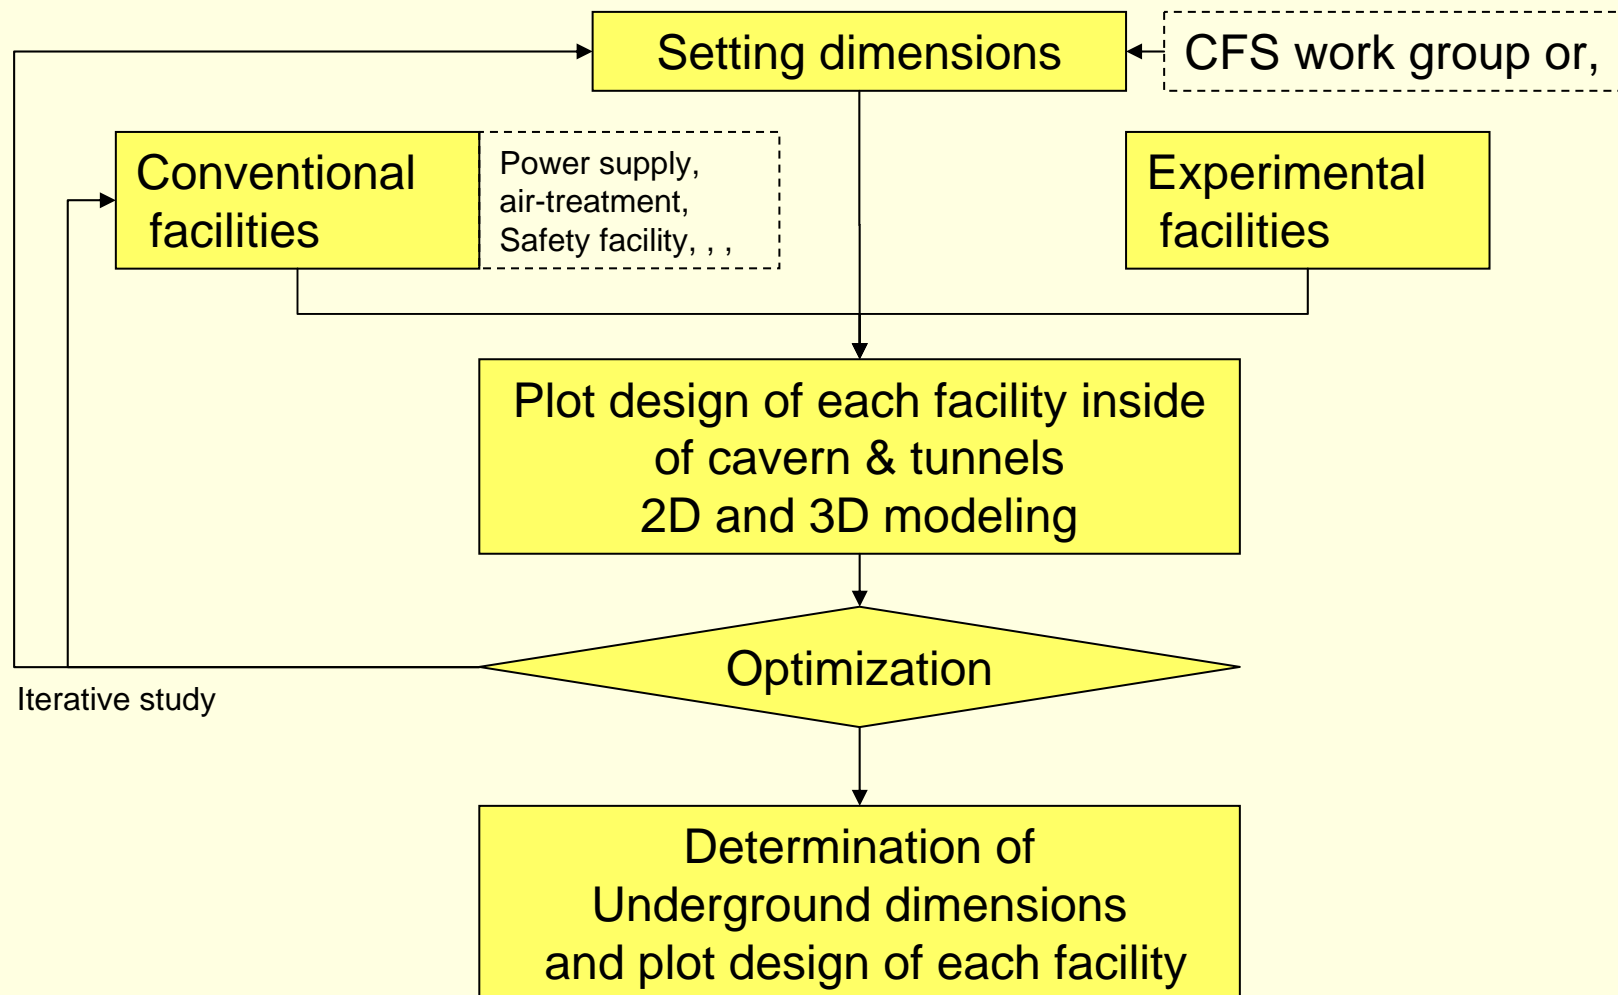 Setting dimensions
CFS work group or,
Conventional
facilities
Power supply,
air-treatment,
Safety facility, , ,
Experimental
facilities
Plot design of each facility inside
of cavern & tunnels
2D and 3D modeling
Optimization
Iterative study
Determination of
Underground dimensions
and plot design of each facility